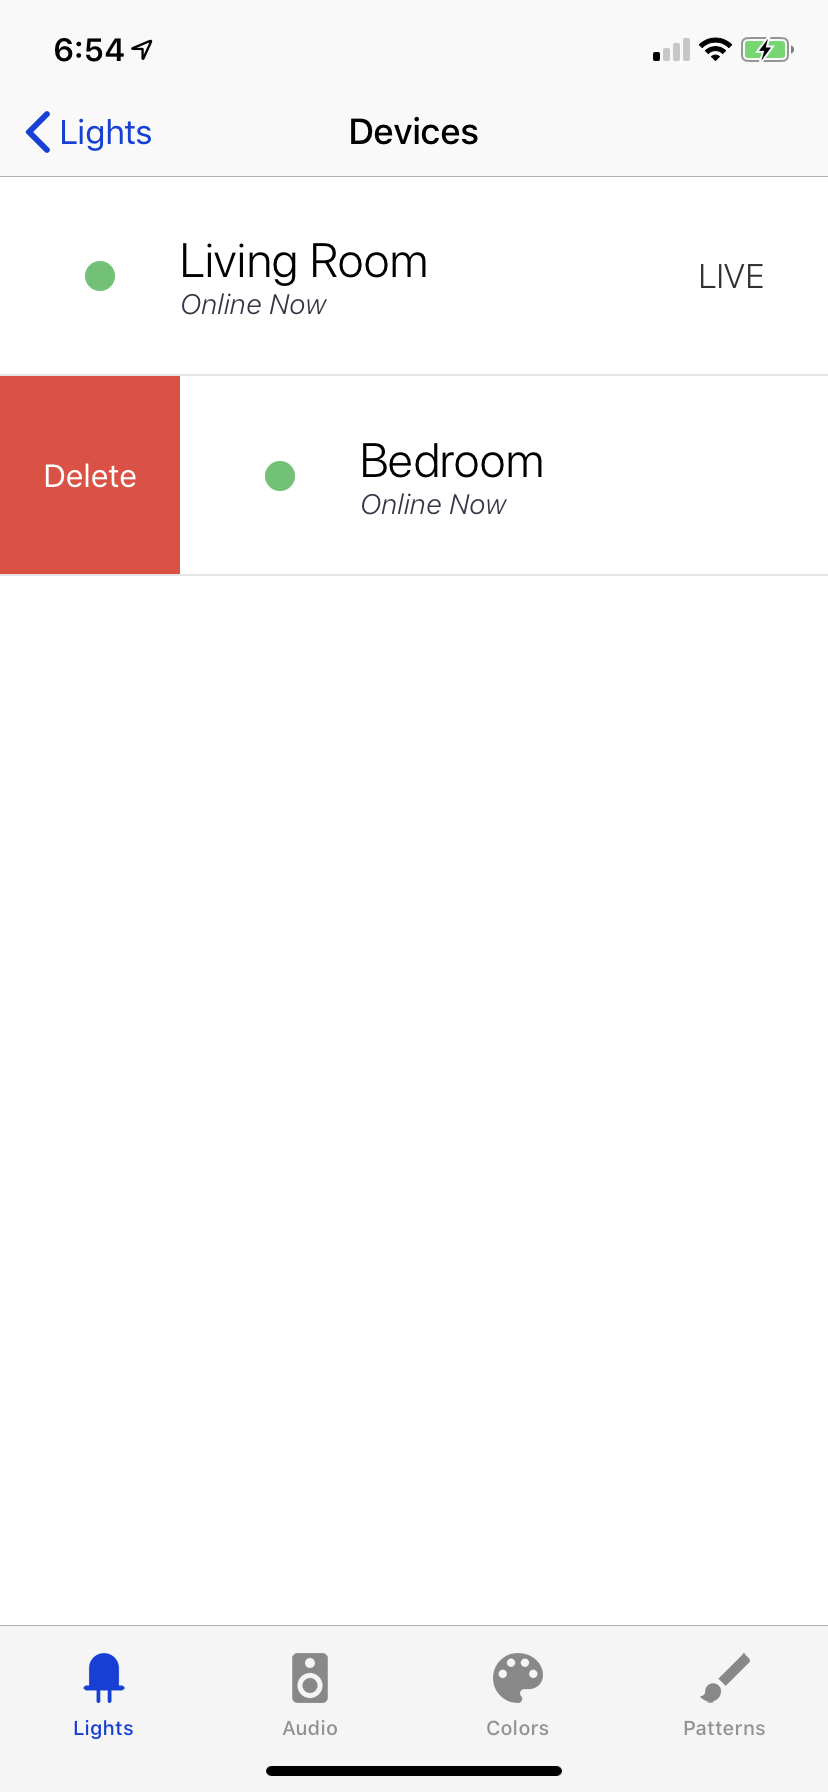 6:54
Lights
Devices
Living Room
Online Now
LIVE
Delete
Bedroom
Online Now
Lights
Audio
Colors
Patterns